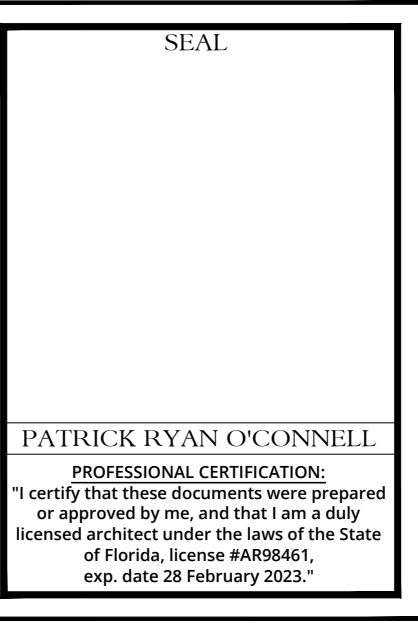 SEAL
PATRICK RYAN O'CONNELL
PROFESSIONAL CERTIFICATION:
"I certify that these documents were prepared
or approved by me, and that I am a duly
licensed architect under the laws of the State
of Florida, license #AR98461,
exp. date 28 February 2023."